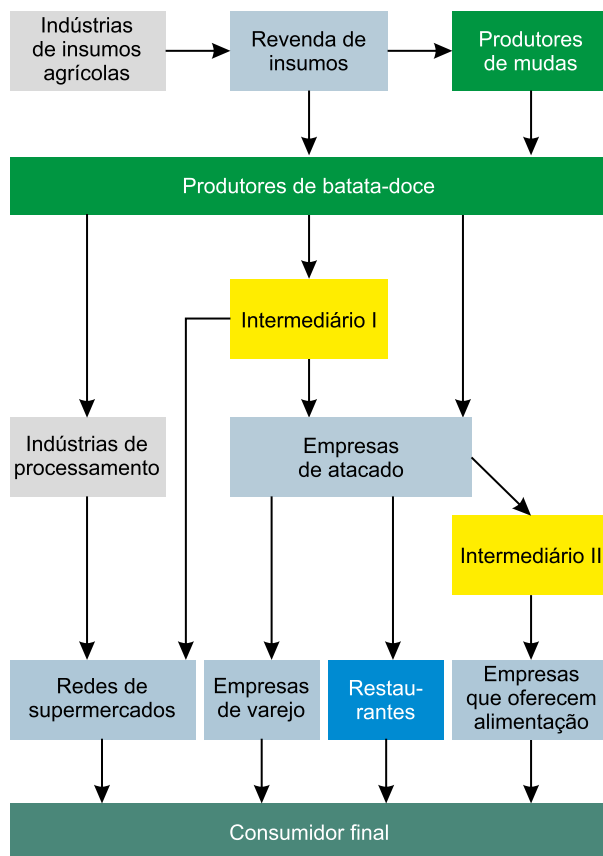 Indústrias
de insumos
agrícolas
Revenda de
insumos
Produtores
de mudas
Produtores de batata-doce
Intermediário I
Indústrias de
processamento
Empresas
de atacado
Intermediário II
Redes de
supermercados
Empresas
de varejo
Restau-
rantes
Empresas
que oferecem
alimentação
Consumidor final